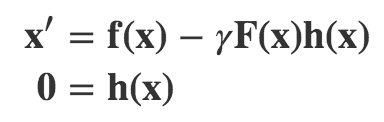 x′ = f(x) − γF(x)h(x)
0 = h(x)